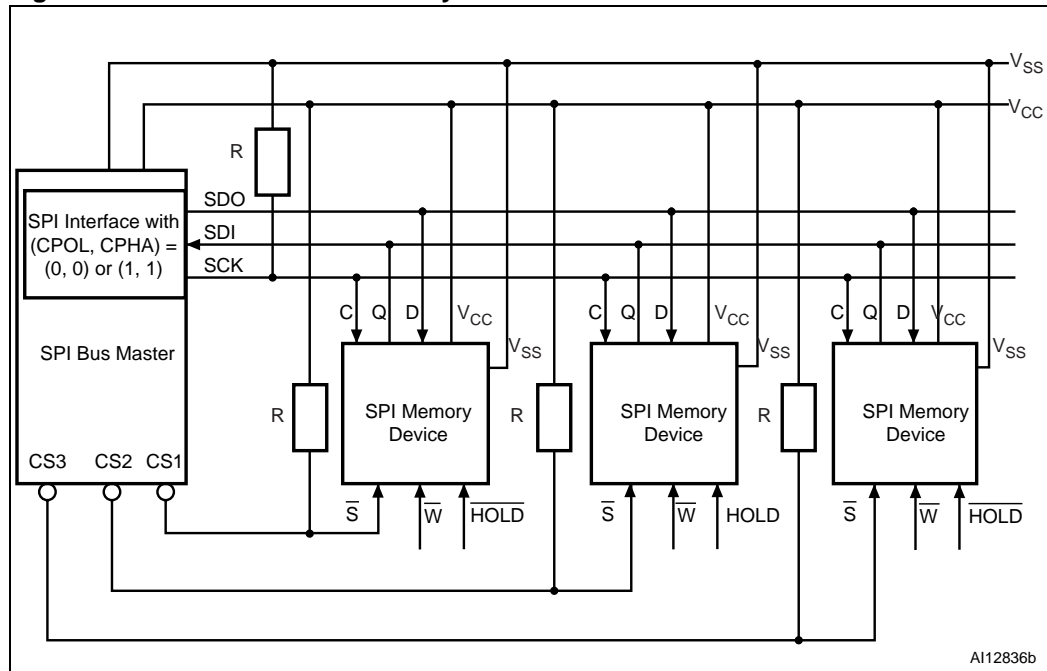 VSS
VCC
R
SDO
SPI Interface with
(CPOL, CPHA) =
(0, 0) or (1, 1)
SDI
SCK
C Q D VCC VSS
C Q D VCC VSS
C Q D VCC VSS
SPI Bus Master
R
SPI Memory
Device
R
SPI Memory
Device
R
SPI Memory
Device
CS3 CS2 CS1
S̅ W̅ H̅O̅L̅D̅
S̅ W̅ HOLD
S̅ W̅ H̅O̅L̅D̅
AI12836b